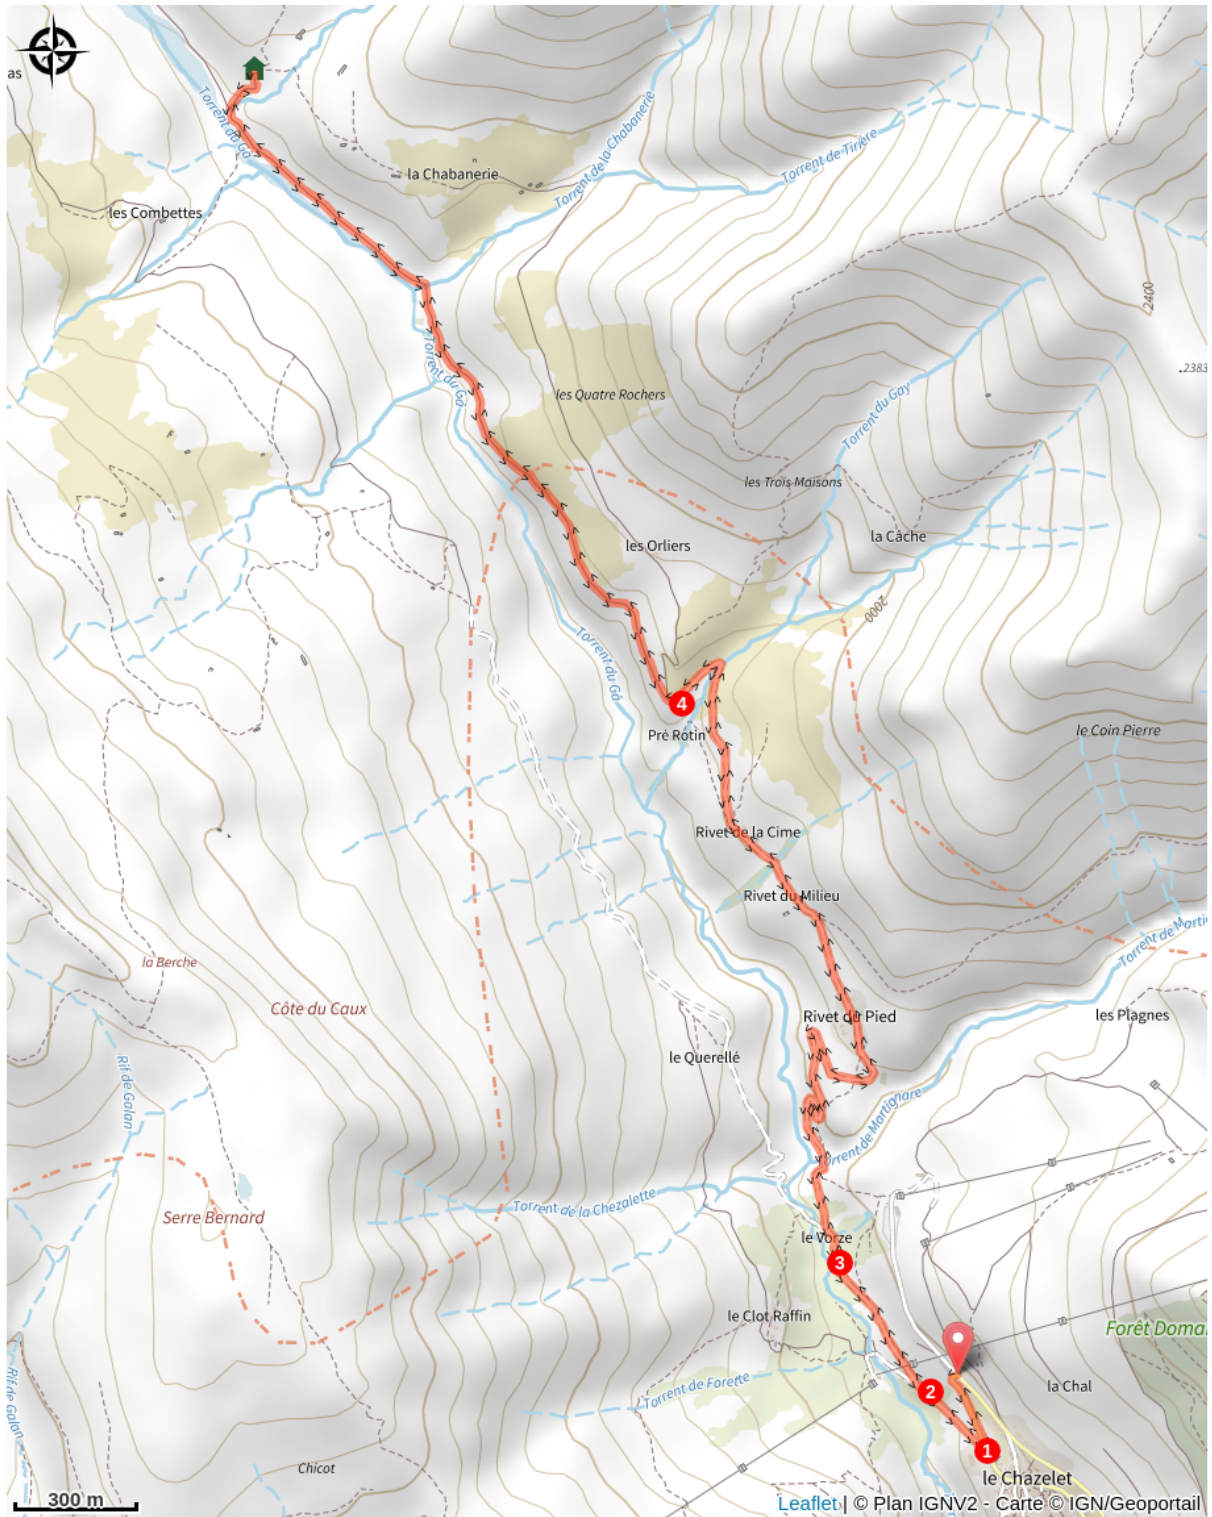 as
Torrent du Gâ
la Chabanerie
Torrent de la Chabanerie
Torrent de Tirière
les Combettes
2400
2383
Torrent du Gâ
les Quatre Rochers
Torrent du Gay
les Trois Maisons
la Câche
les Orliers
2000
Torrent du Gâ
4
Pré Rotin
le Coin Pierre
Rivet de la Cime
Rivet du Milieu
Torrent de Marti
la Berche
Côte du Caux
Rivet du Pied
les Plagnes
le Querellé
Rif de Galan
Torrent de Martignare
Torrent de la Chezalette
Serre Bernard
le Vorze
3
le Clot Raffin
Forêt Doma
Torrent de Forette
la Chal
2
Rif de Galan
1
Chicot
le Chazelet
300 m
Leaflet | © Plan IGNV2 - Carte © IGN/Geoportail